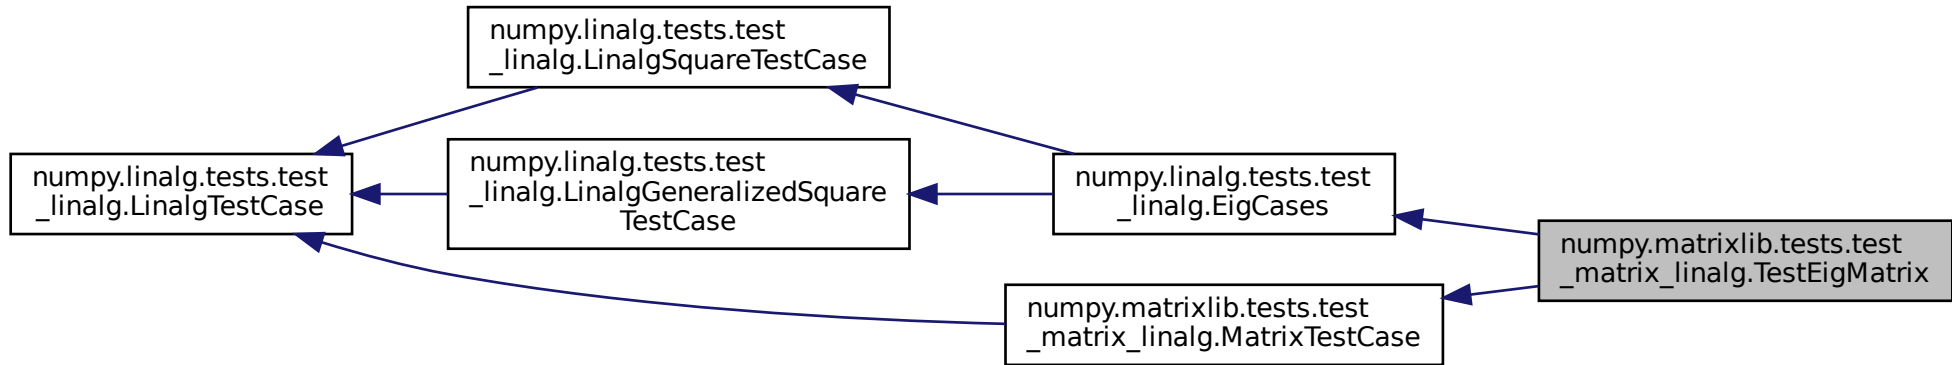 numpy.linalg.tests.test
_linalg.LinalgSquareTestCase
numpy.linalg.tests.test
_linalg.LinalgTestCase
numpy.linalg.tests.test
_linalg.LinalgGeneralizedSquare
TestCase
numpy.linalg.tests.test
_linalg.EigCases
numpy.matrixlib.tests.test
_matrix_linalg.MatrixTestCase
numpy.matrixlib.tests.test
_matrix_linalg.TestEigMatrix